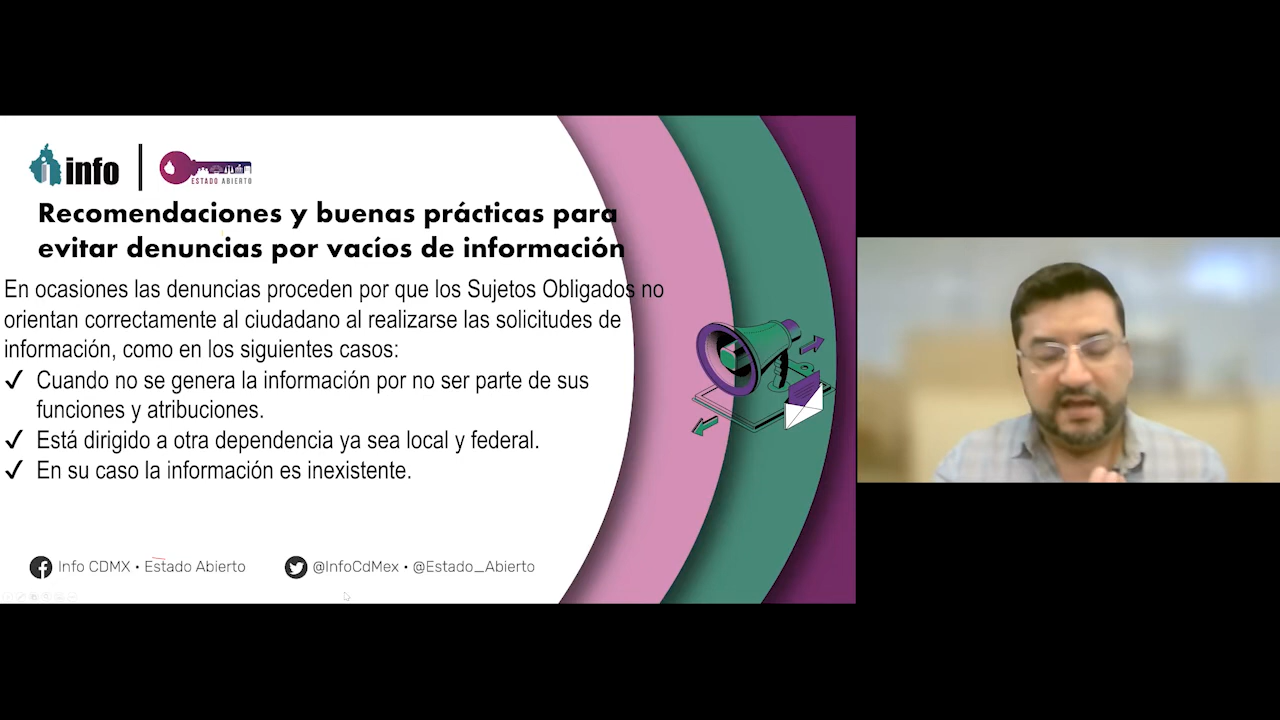 info
ESTADO ABIERTO
Recomendaciones y buenas prácticas para
evitar denuncias por vacíos de información
En ocasiones las denuncias proceden por que los Sujetos Obligados no
orientan correctamente al ciudadano al realizarse las solicitudes de
información, como en los siguientes casos:
✓ Cuando no se genera la información por no ser parte de sus
funciones y atribuciones.
✓ Está dirigido a otra dependencia ya sea local y federal.
✓ En su caso la información es inexistente.
Info CDMX • Estado Abierto
@InfoCdMex • @Estado_Abierto